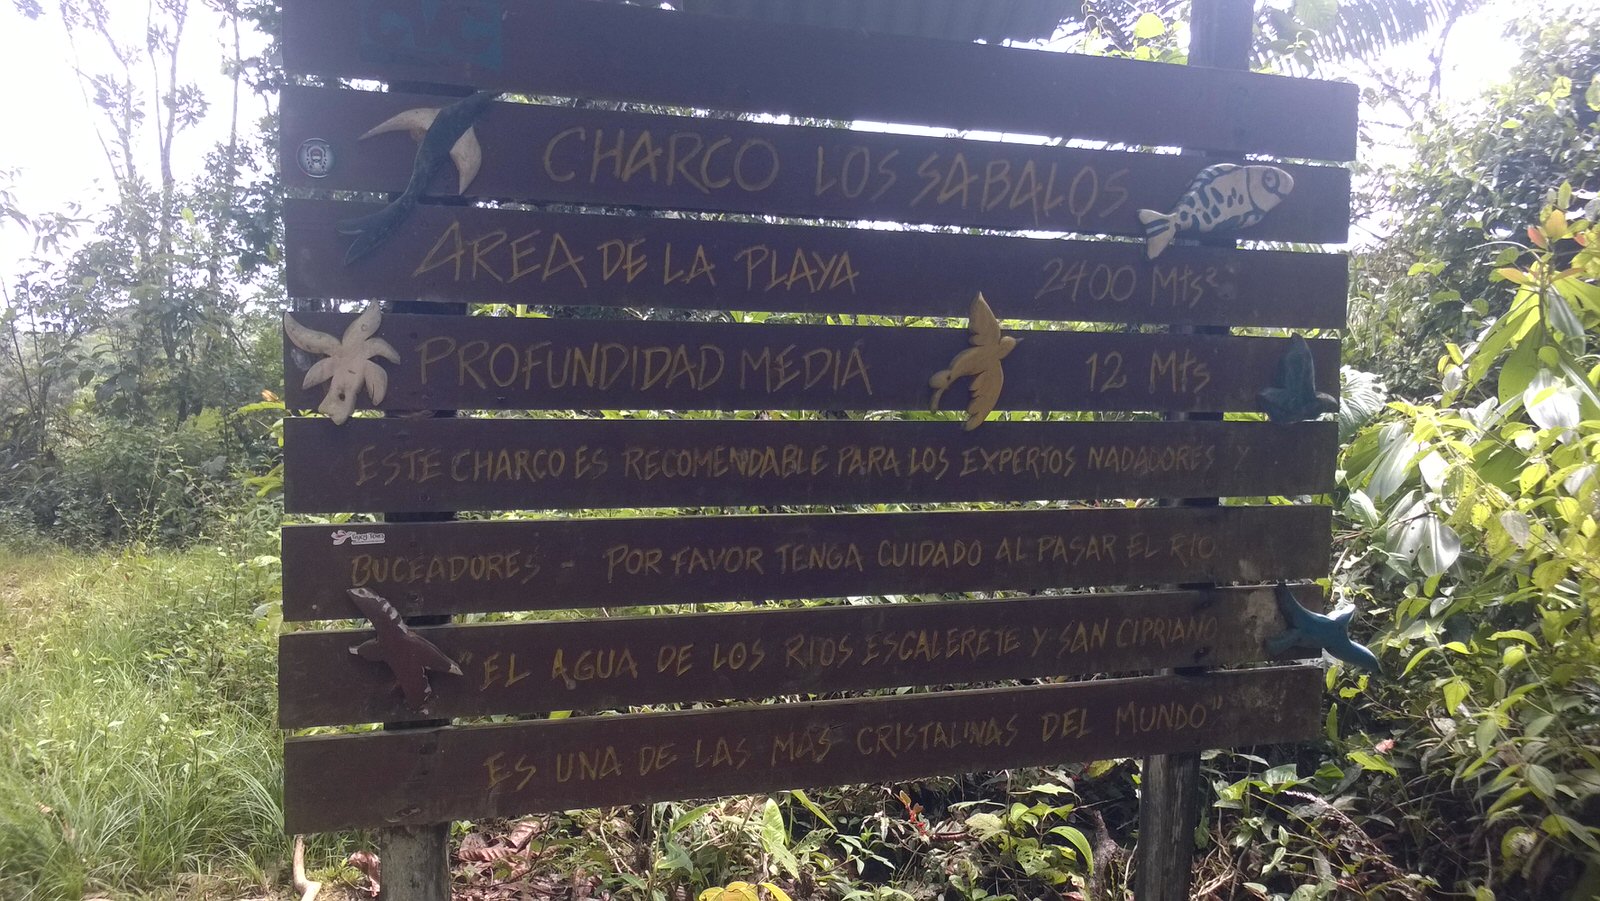 CHARCO LOS SABALOS
AREA DE LA PLAYA 2400 Mts²
PROFUNDIDAD MEDIA 12 Mts
ESTE CHARCO ES RECOMENDABLE PARA LOS EXPERTOS NADADORES Y
BUCEADORES - POR FAVOR TENGA CUIDADO AL PASAR EL RIO.
"EL AGUA DE LOS RIOS ESCALERETE Y SAN CIPRIANO
ES UNA DE LAS MAS CRISTALINAS DEL MUNDO"